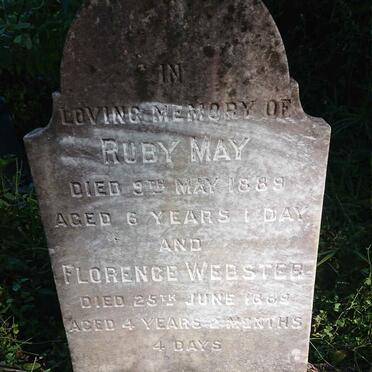 IN
LOVING MEMORY OF
RUBY MAY
DIED 9TH MAY 1889
AGED 6 YEARS 1 DAY
AND
FLORENCE WEBSTER
DIED 25TH JUNE 1889
AGED 4 YEARS 2 MONTHS
4 DAYS